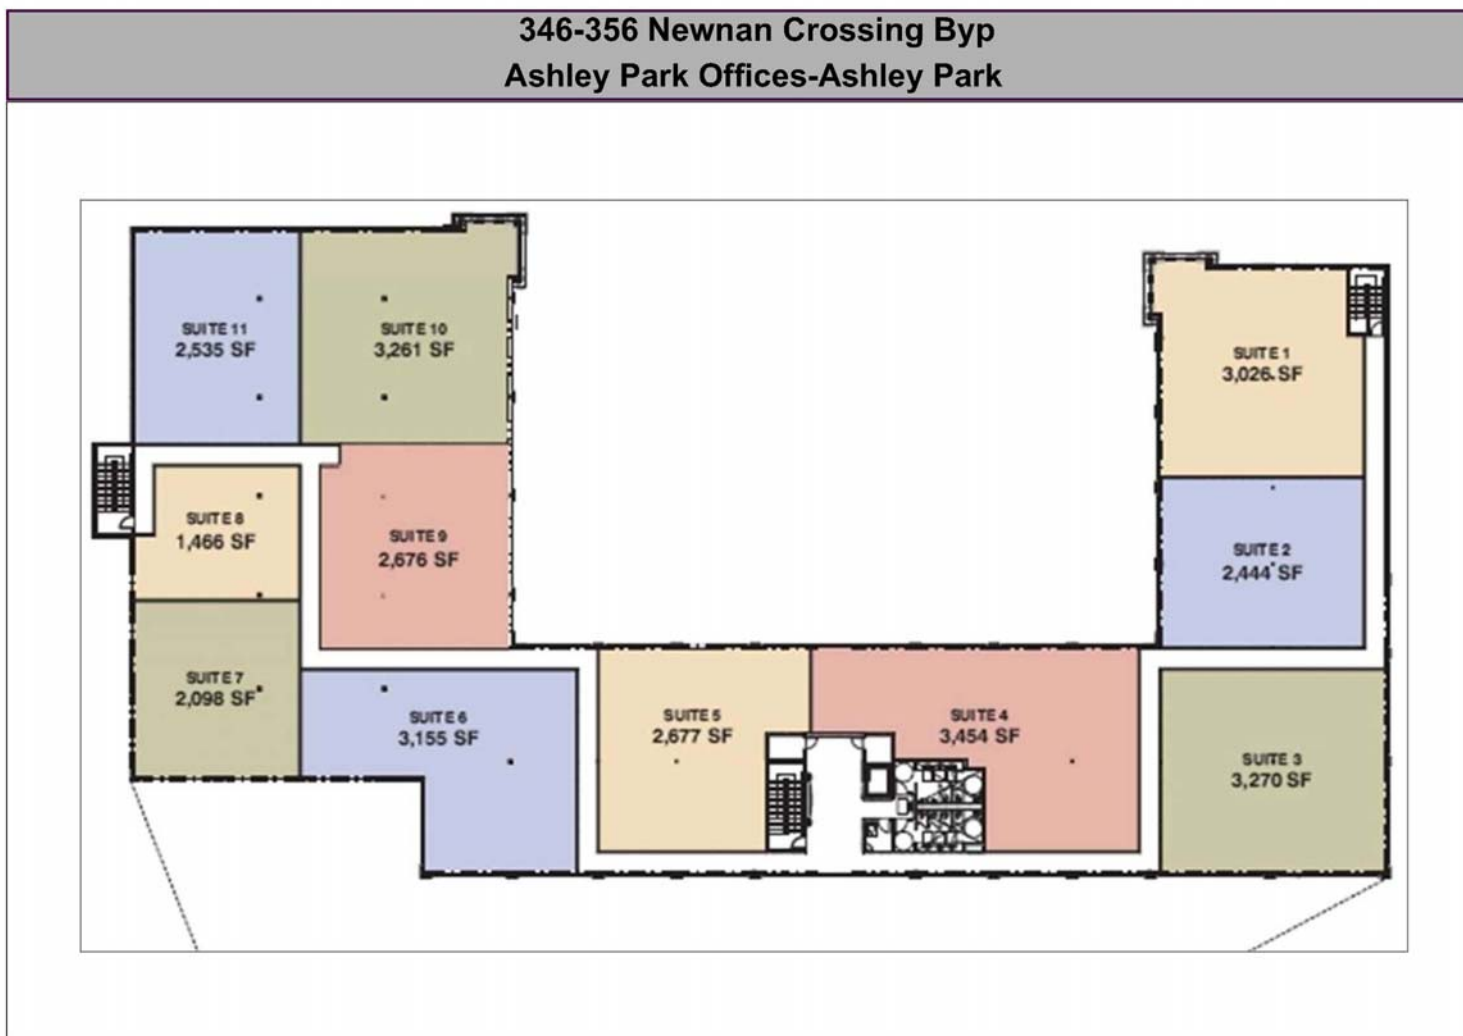 346-356 Newnan Crossing Byp
Ashley Park Offices-Ashley Park
SUITE 11
2,535 SF
SUITE 10
3,261 SF
SUITE 1
3,026 SF
SUITE 8
1,466 SF
SUITE 9
2,676 SF
SUITE 2
2,444 SF
SUITE 7
2,098 SF
SUITE 6
3,155 SF
SUITE 5
2,677 SF
SUITE 4
3,454 SF
SUITE 3
3,270 SF